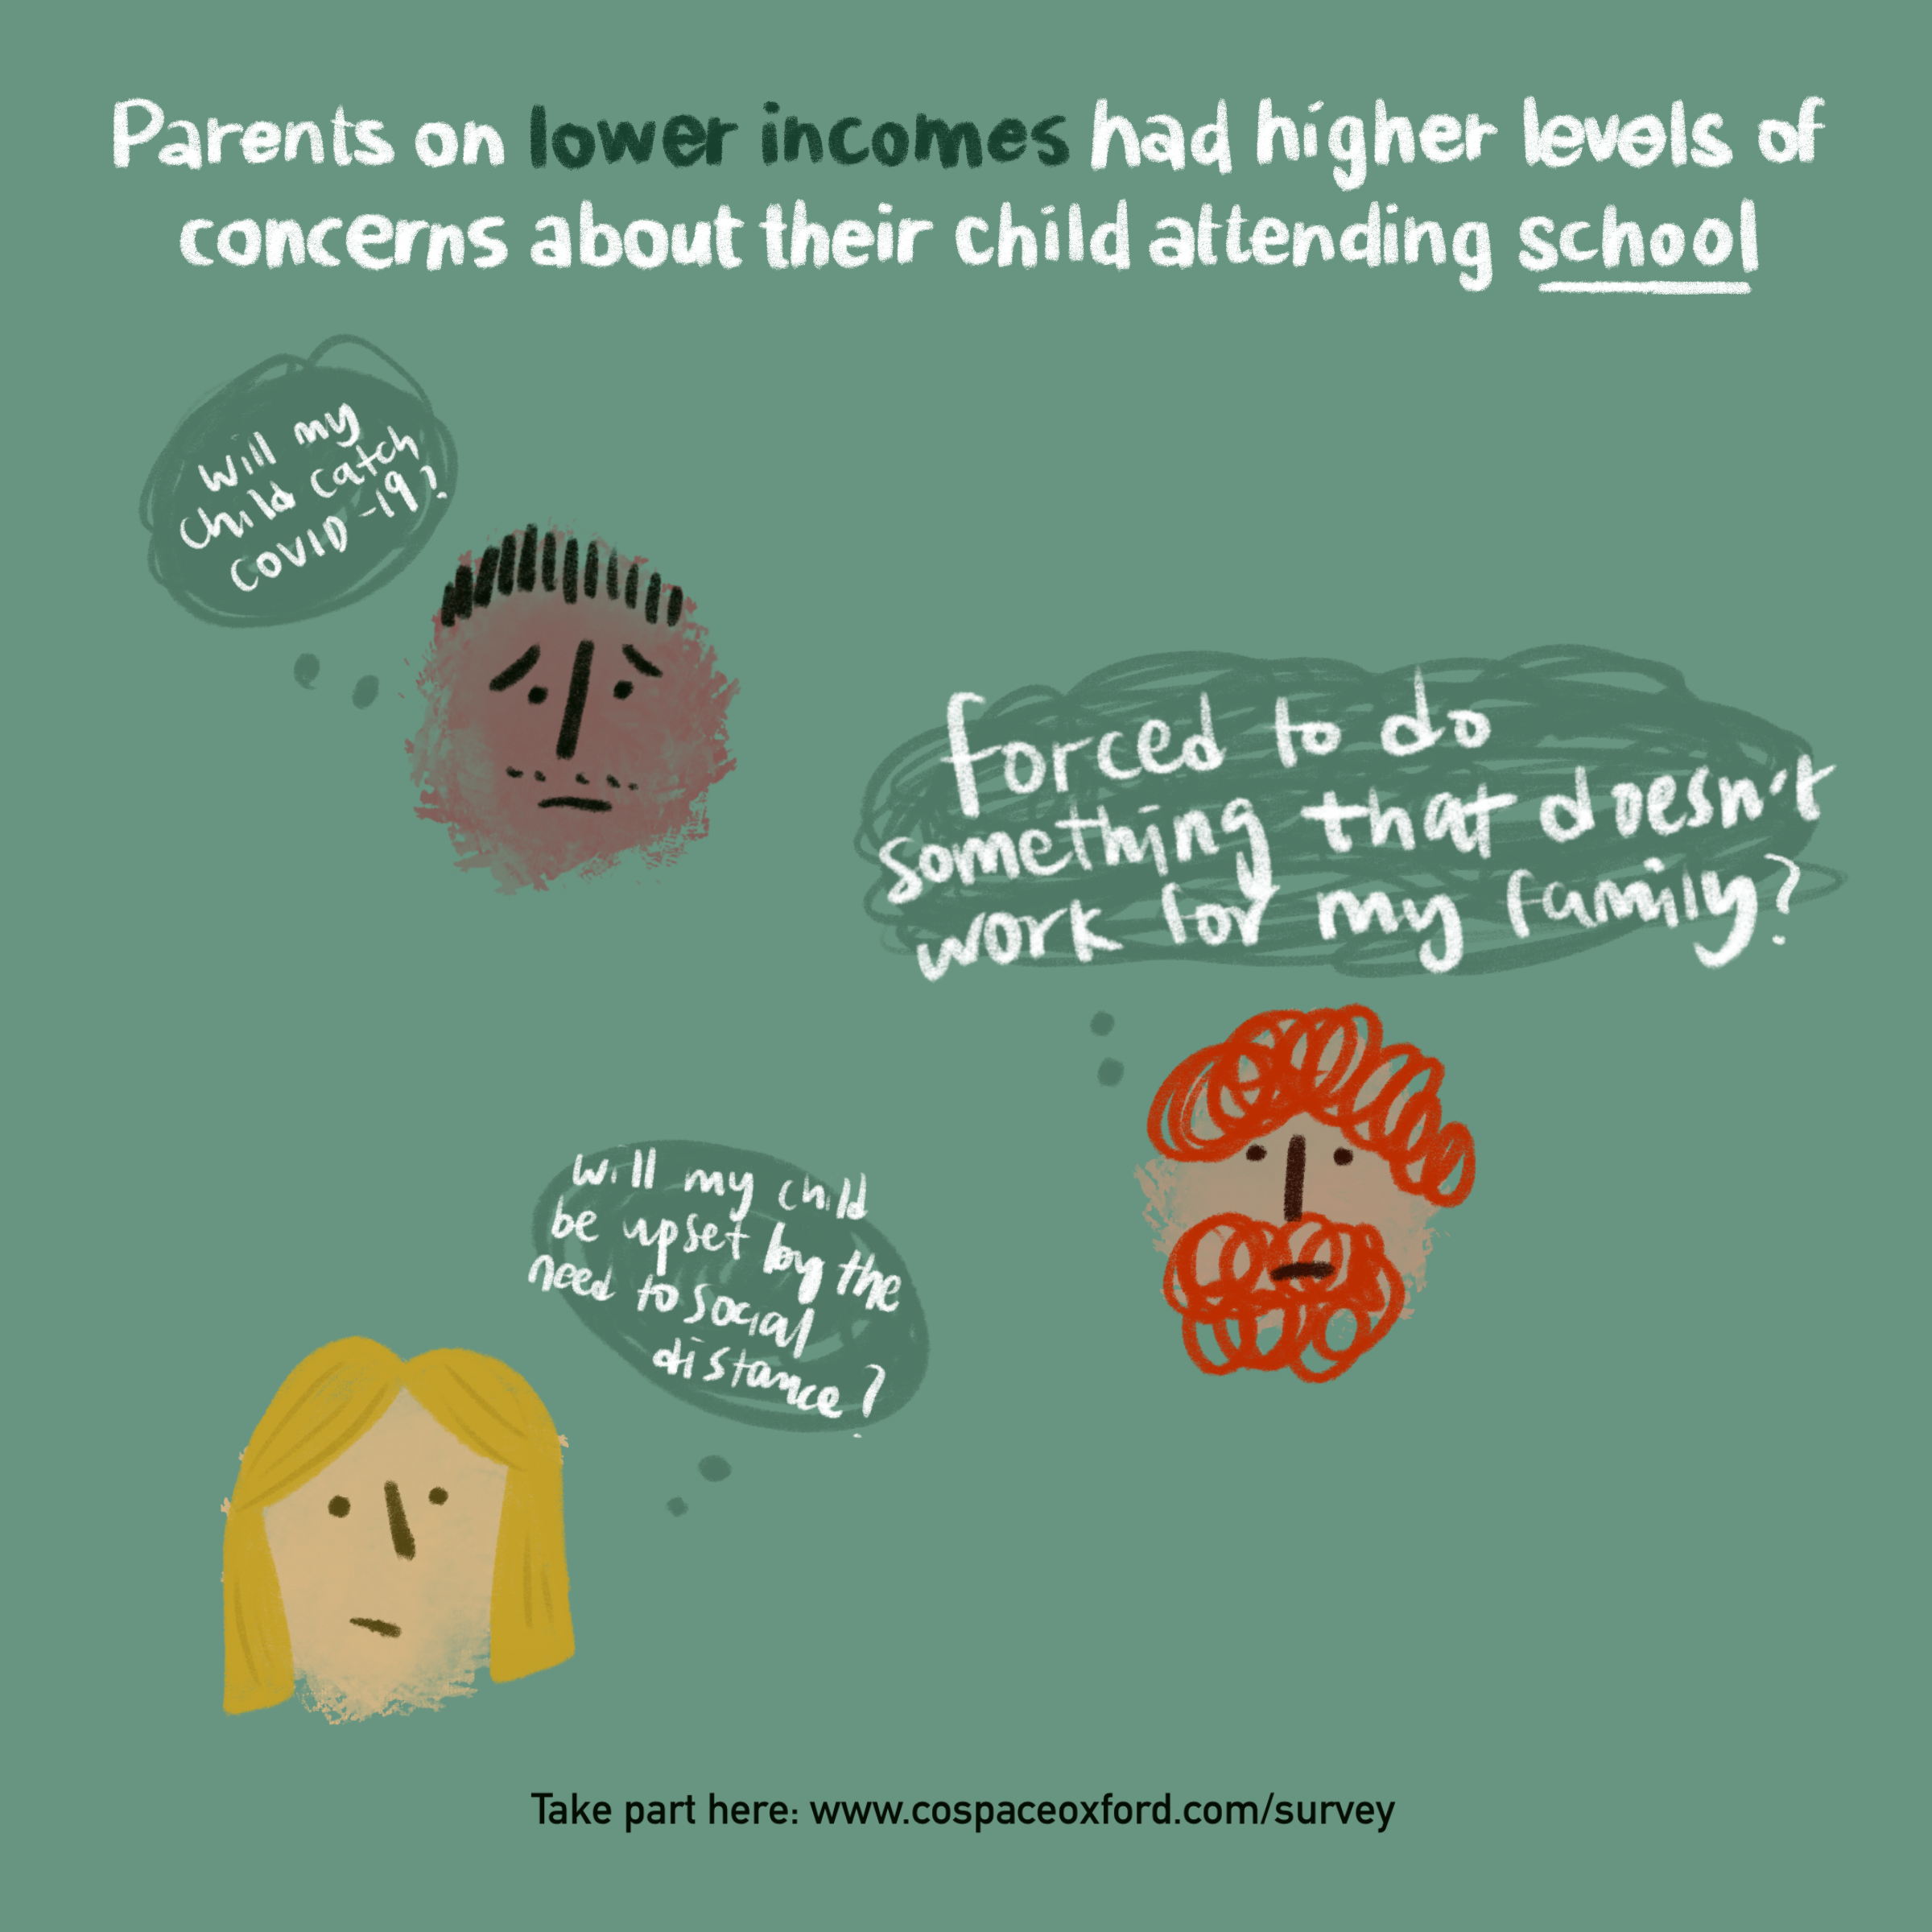 Parents on lower incomes had higher levels of
concerns about their child attending school
Will my
child catch
COVID-19?
Forced to do
something that doesn't
work for my family?
Will my child
be upset by the
need to social
distance?
Take part here: www.cospaceoxford.com/survey